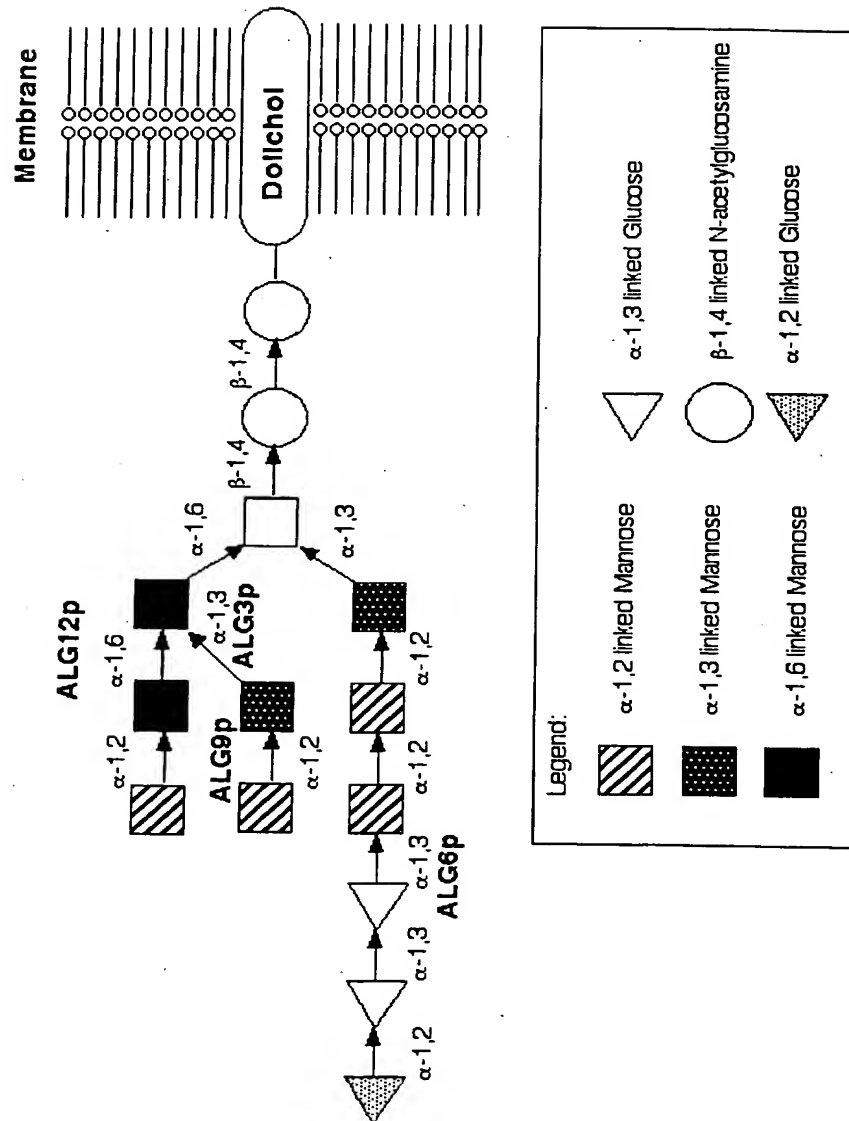 Membrane
Dolichol
β-1,4
β-1,4
α-1,6
α-1,3
ALG12p
α-1,6
α-1,3
ALG3p
α-1,2
ALG9p
α-1,2
α-1,2
α-1,2
α-1,3
ALG6p
α-1,3
α-1,2
Legend:
α-1,2 linked Mannose
α-1,3 linked Mannose
α-1,6 linked Mannose
α-1,3 linked Glucose
β-1,4 linked N-acetylglucosamine
α-1,2 linked Glucose